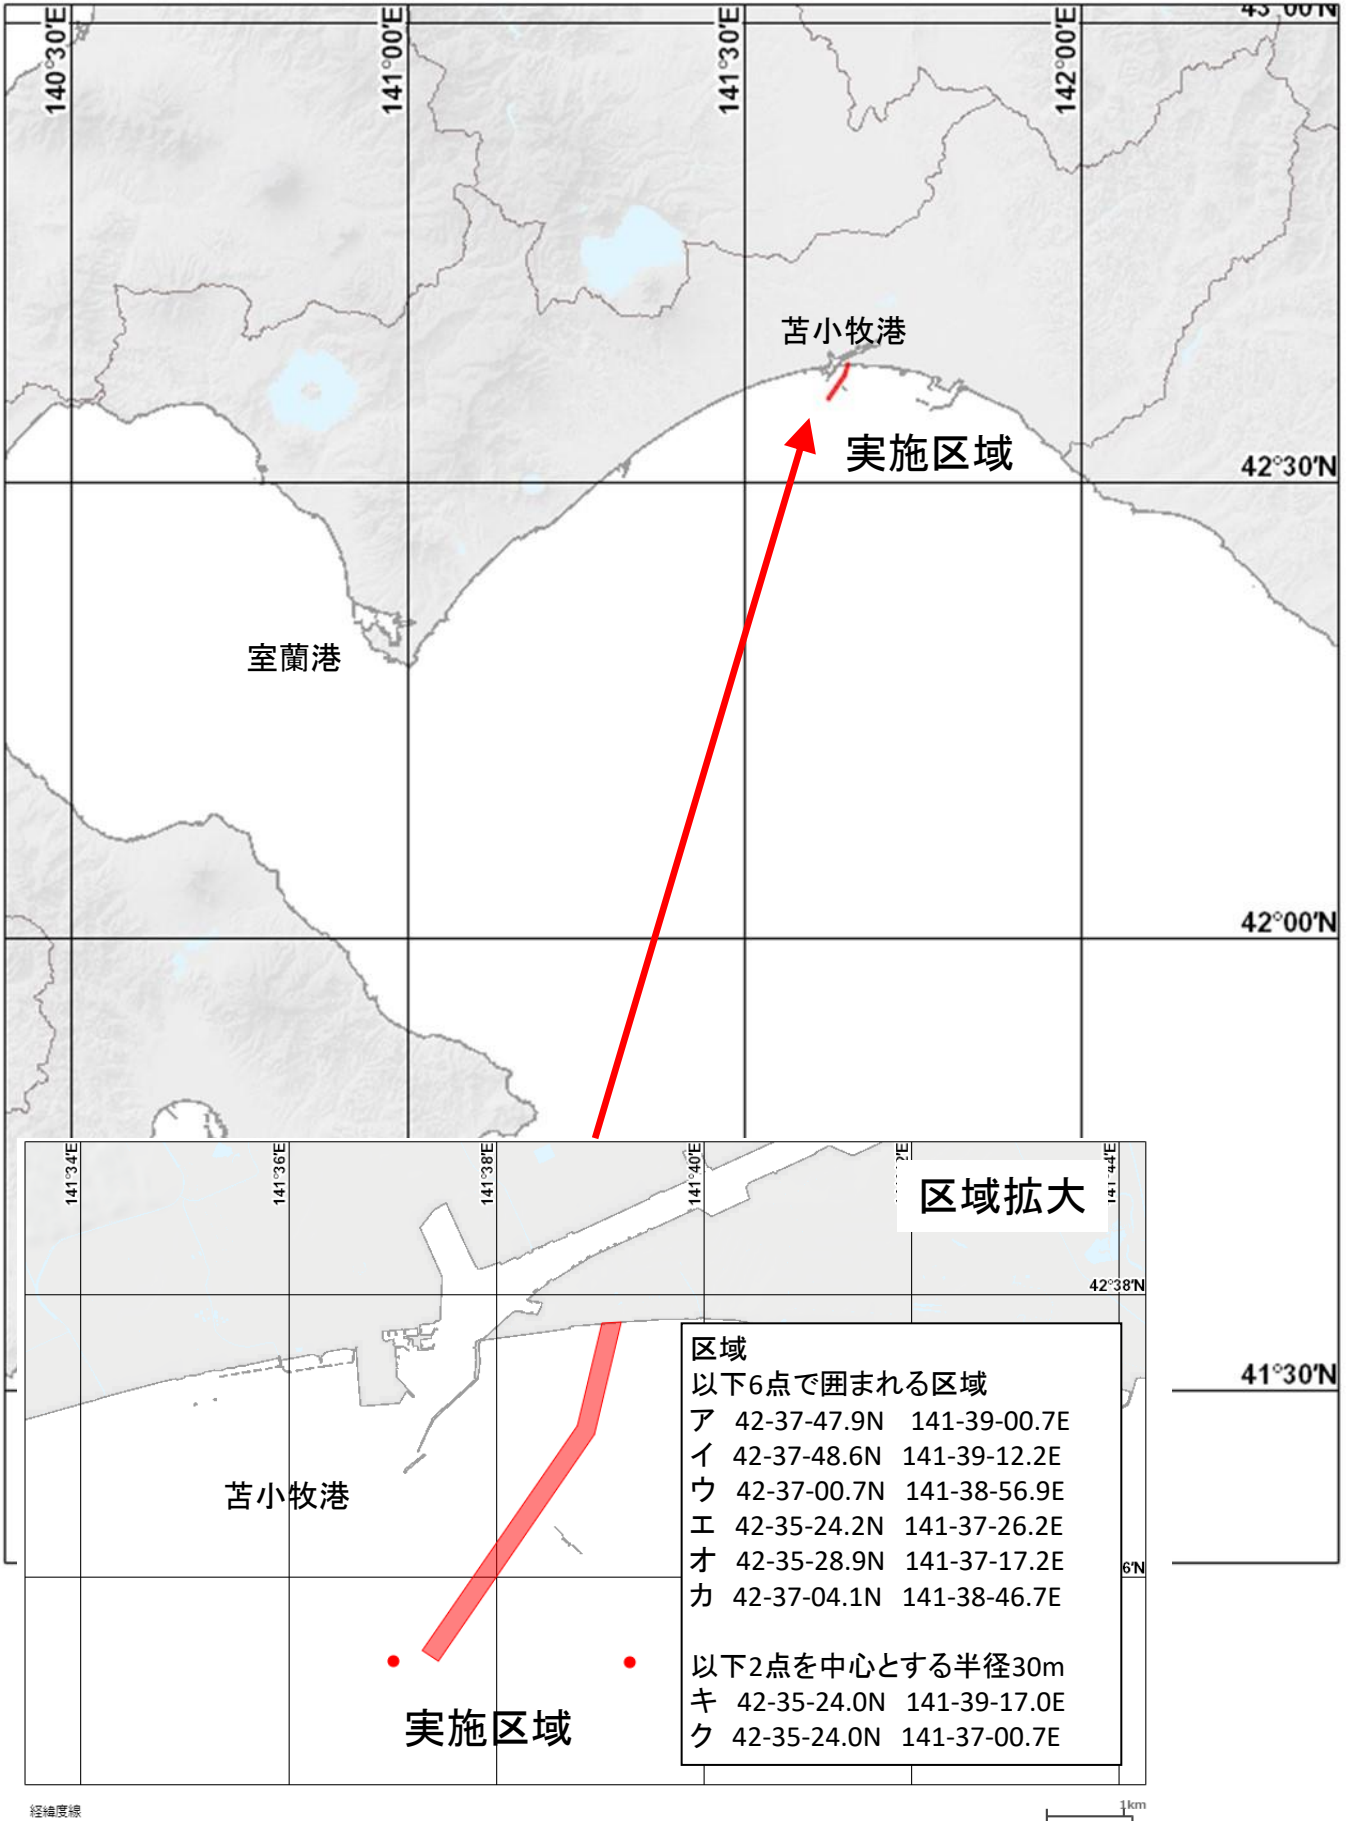 140°30'E
141°00'E
141°30'E
142°00'E
43°00'N
苫小牧港
実施区域
42°30'N
室蘭港
42°00'N
141°34'E
141°36'E
141°38'E
141°40'E
2'E
141°44'E
区域拡大
42°38'N
41°30'N
区域
以下6点で囲まれる区域
ア 42-37-47.9N 141-39-00.7E
イ 42-37-48.6N 141-39-12.2E
ウ 42-37-00.7N 141-38-56.9E
エ 42-35-24.2N 141-37-26.2E
オ 42-35-28.9N 141-37-17.2E
カ 42-37-04.1N 141-38-46.7E
以下2点を中心とする半径30m
キ 42-35-24.0N 141-39-17.0E
ク 42-35-24.0N 141-37-00.7E
苫小牧港
6'N
実施区域
経緯度線
1km